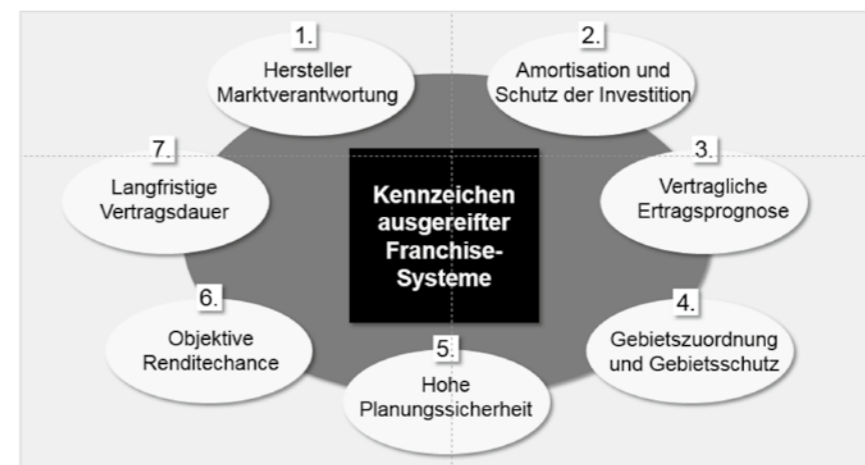 Kennzeichen
ausgereifter
Franchise-
Systeme
1.
Hersteller
Marktverantwortung
2.
Amortisation und
Schutz der Investition
3.
Vertragliche
Ertragsprognose
4.
Gebietszuordnung
und Gebietsschutz
5.
Hohe
Planungssicherheit
6.
Objektive
Renditechance
7.
Langfristige
Vertragsdauer